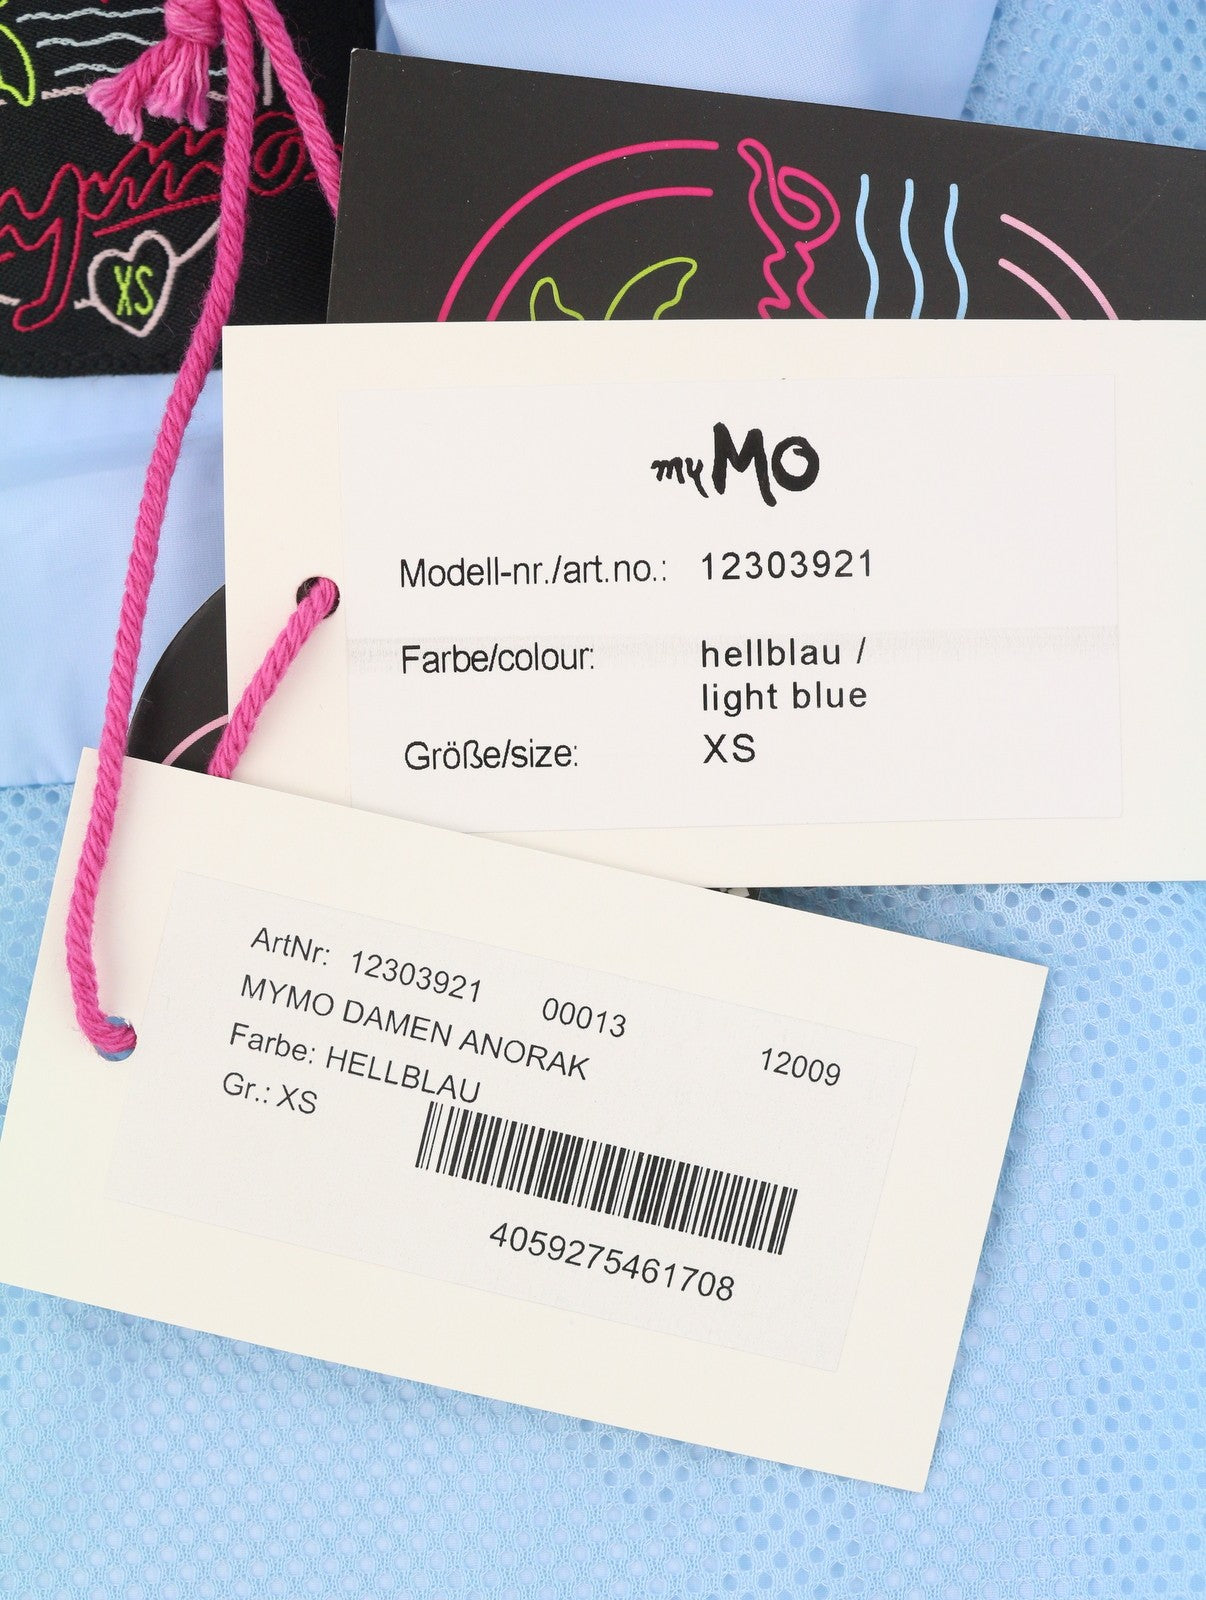 ymo
XS
myMO
Modell-nr./art.no.: 12303921
Farbe/colour: hellblau /
light blue
Größe/size: XS
ArtNr: 12303921 00013 12009
MYMO DAMEN ANORAK
Farbe: HELLBLAU
Gr.: XS
4059275461708